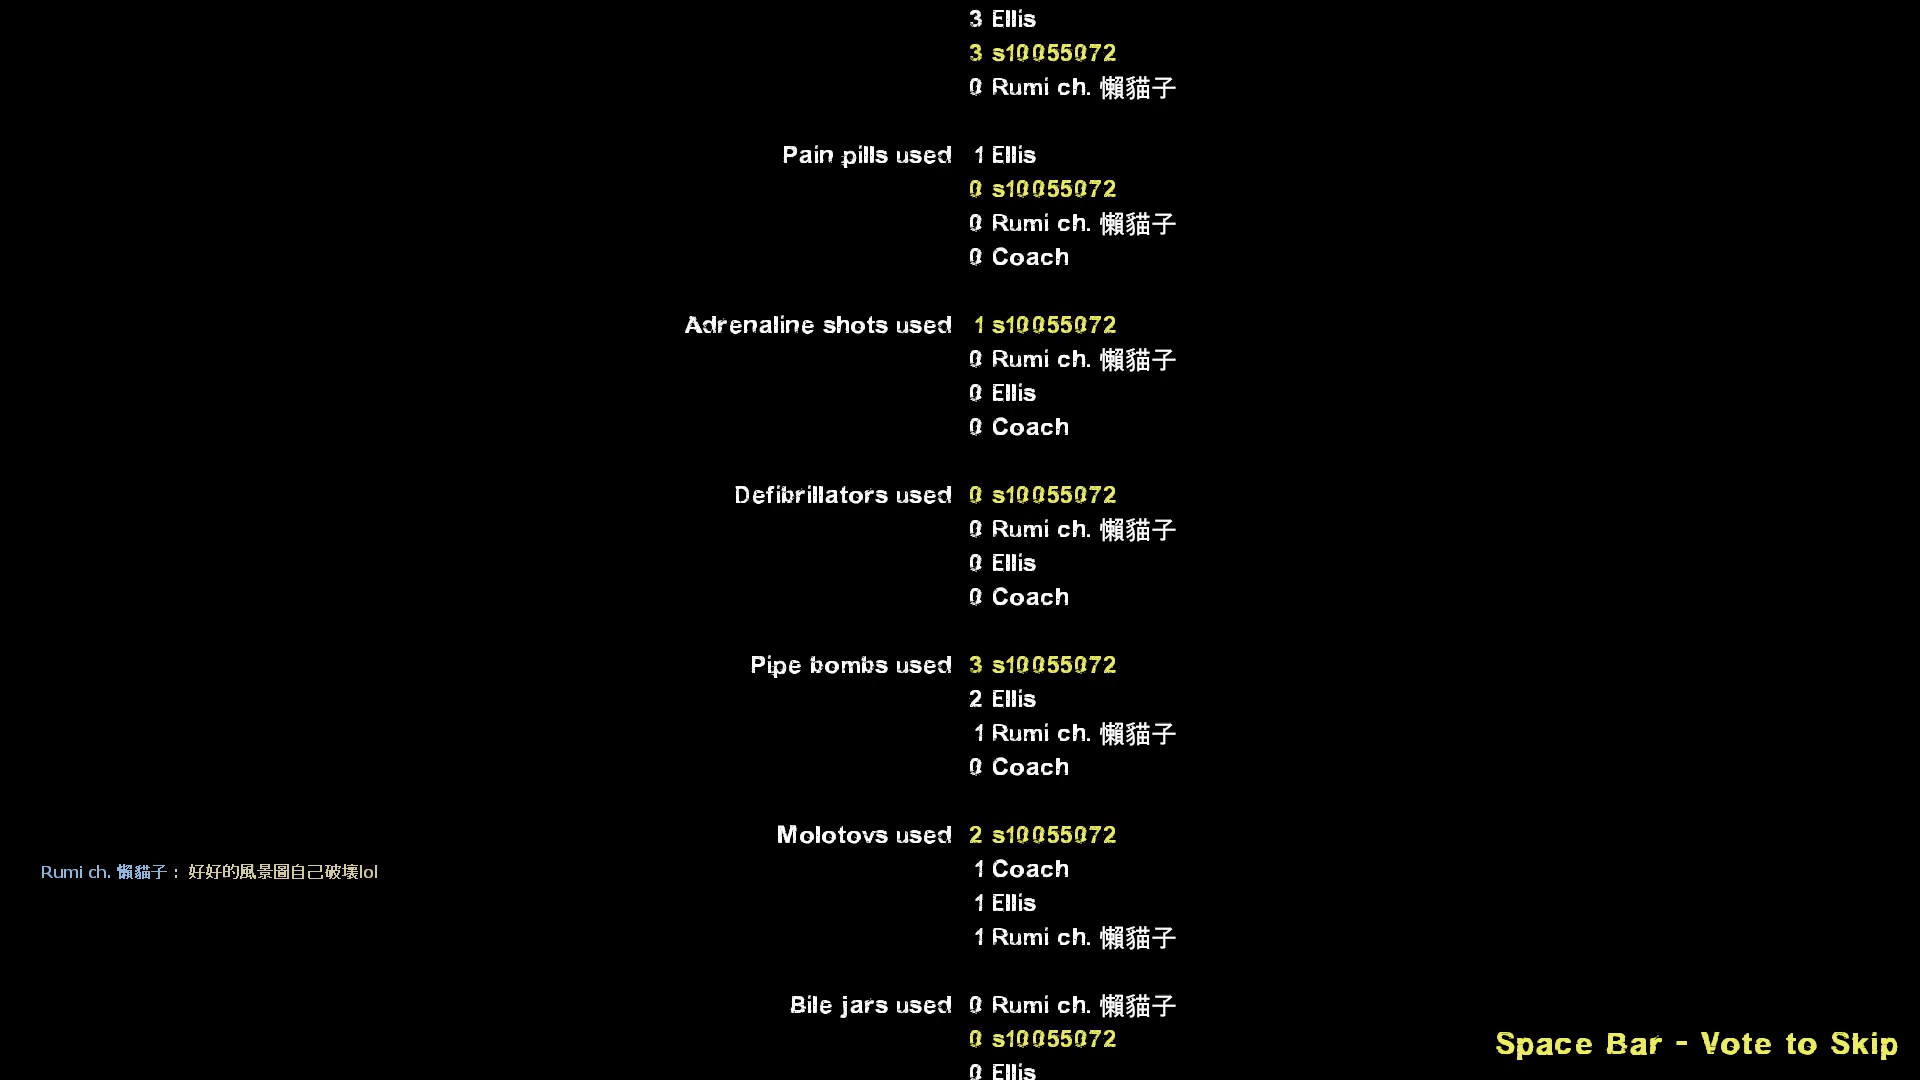 3 Ellis
3 s10055072
0 Rumi ch. 懶貓子
Pain pills used 1 Ellis
0 s10055072
0 Rumi ch. 懶貓子
0 Coach
Adrenaline shots used 1 s10055072
0 Rumi ch. 懶貓子
0 Ellis
0 Coach
Defibrillators used 0 s10055072
0 Rumi ch. 懶貓子
0 Ellis
0 Coach
Pipe bombs used 3 s10055072
2 Ellis
1 Rumi ch. 懶貓子
0 Coach
Molotovs used 2 s10055072
Rumi ch. 懶貓子 : 好好的風景圖自己破壞lol
1 Coach
1 Ellis
1 Rumi ch. 懶貓子
Bile jars used 0 Rumi ch. 懶貓子
0 s10055072
0 Ellis
Space Bar - Vote to Skip